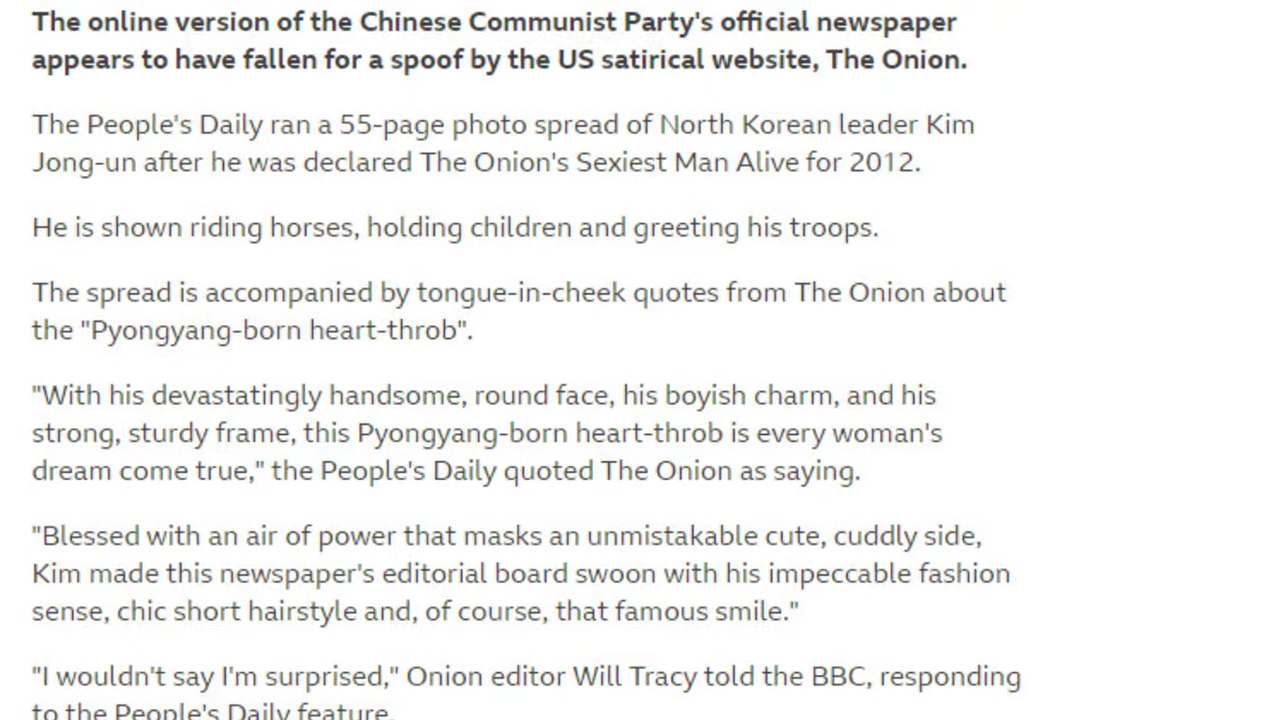 The online version of the Chinese Communist Party's official newspaper
appears to have fallen for a spoof by the US satirical website, The Onion.
The People's Daily ran a 55-page photo spread of North Korean leader Kim
Jong-un after he was declared The Onion's Sexiest Man Alive for 2012.
He is shown riding horses, holding children and greeting his troops.
The spread is accompanied by tongue-in-cheek quotes from The Onion about
the "Pyongyang-born heart-throb".
"With his devastatingly handsome, round face, his boyish charm, and his
strong, sturdy frame, this Pyongyang-born heart-throb is every woman's
dream come true," the People's Daily quoted The Onion as saying.
"Blessed with an air of power that masks an unmistakable cute, cuddly side,
Kim made this newspaper's editorial board swoon with his impeccable fashion
sense, chic short hairstyle and, of course, that famous smile."
"I wouldn't say I'm surprised," Onion editor Will Tracy told the BBC, responding
to the People's Daily feature.